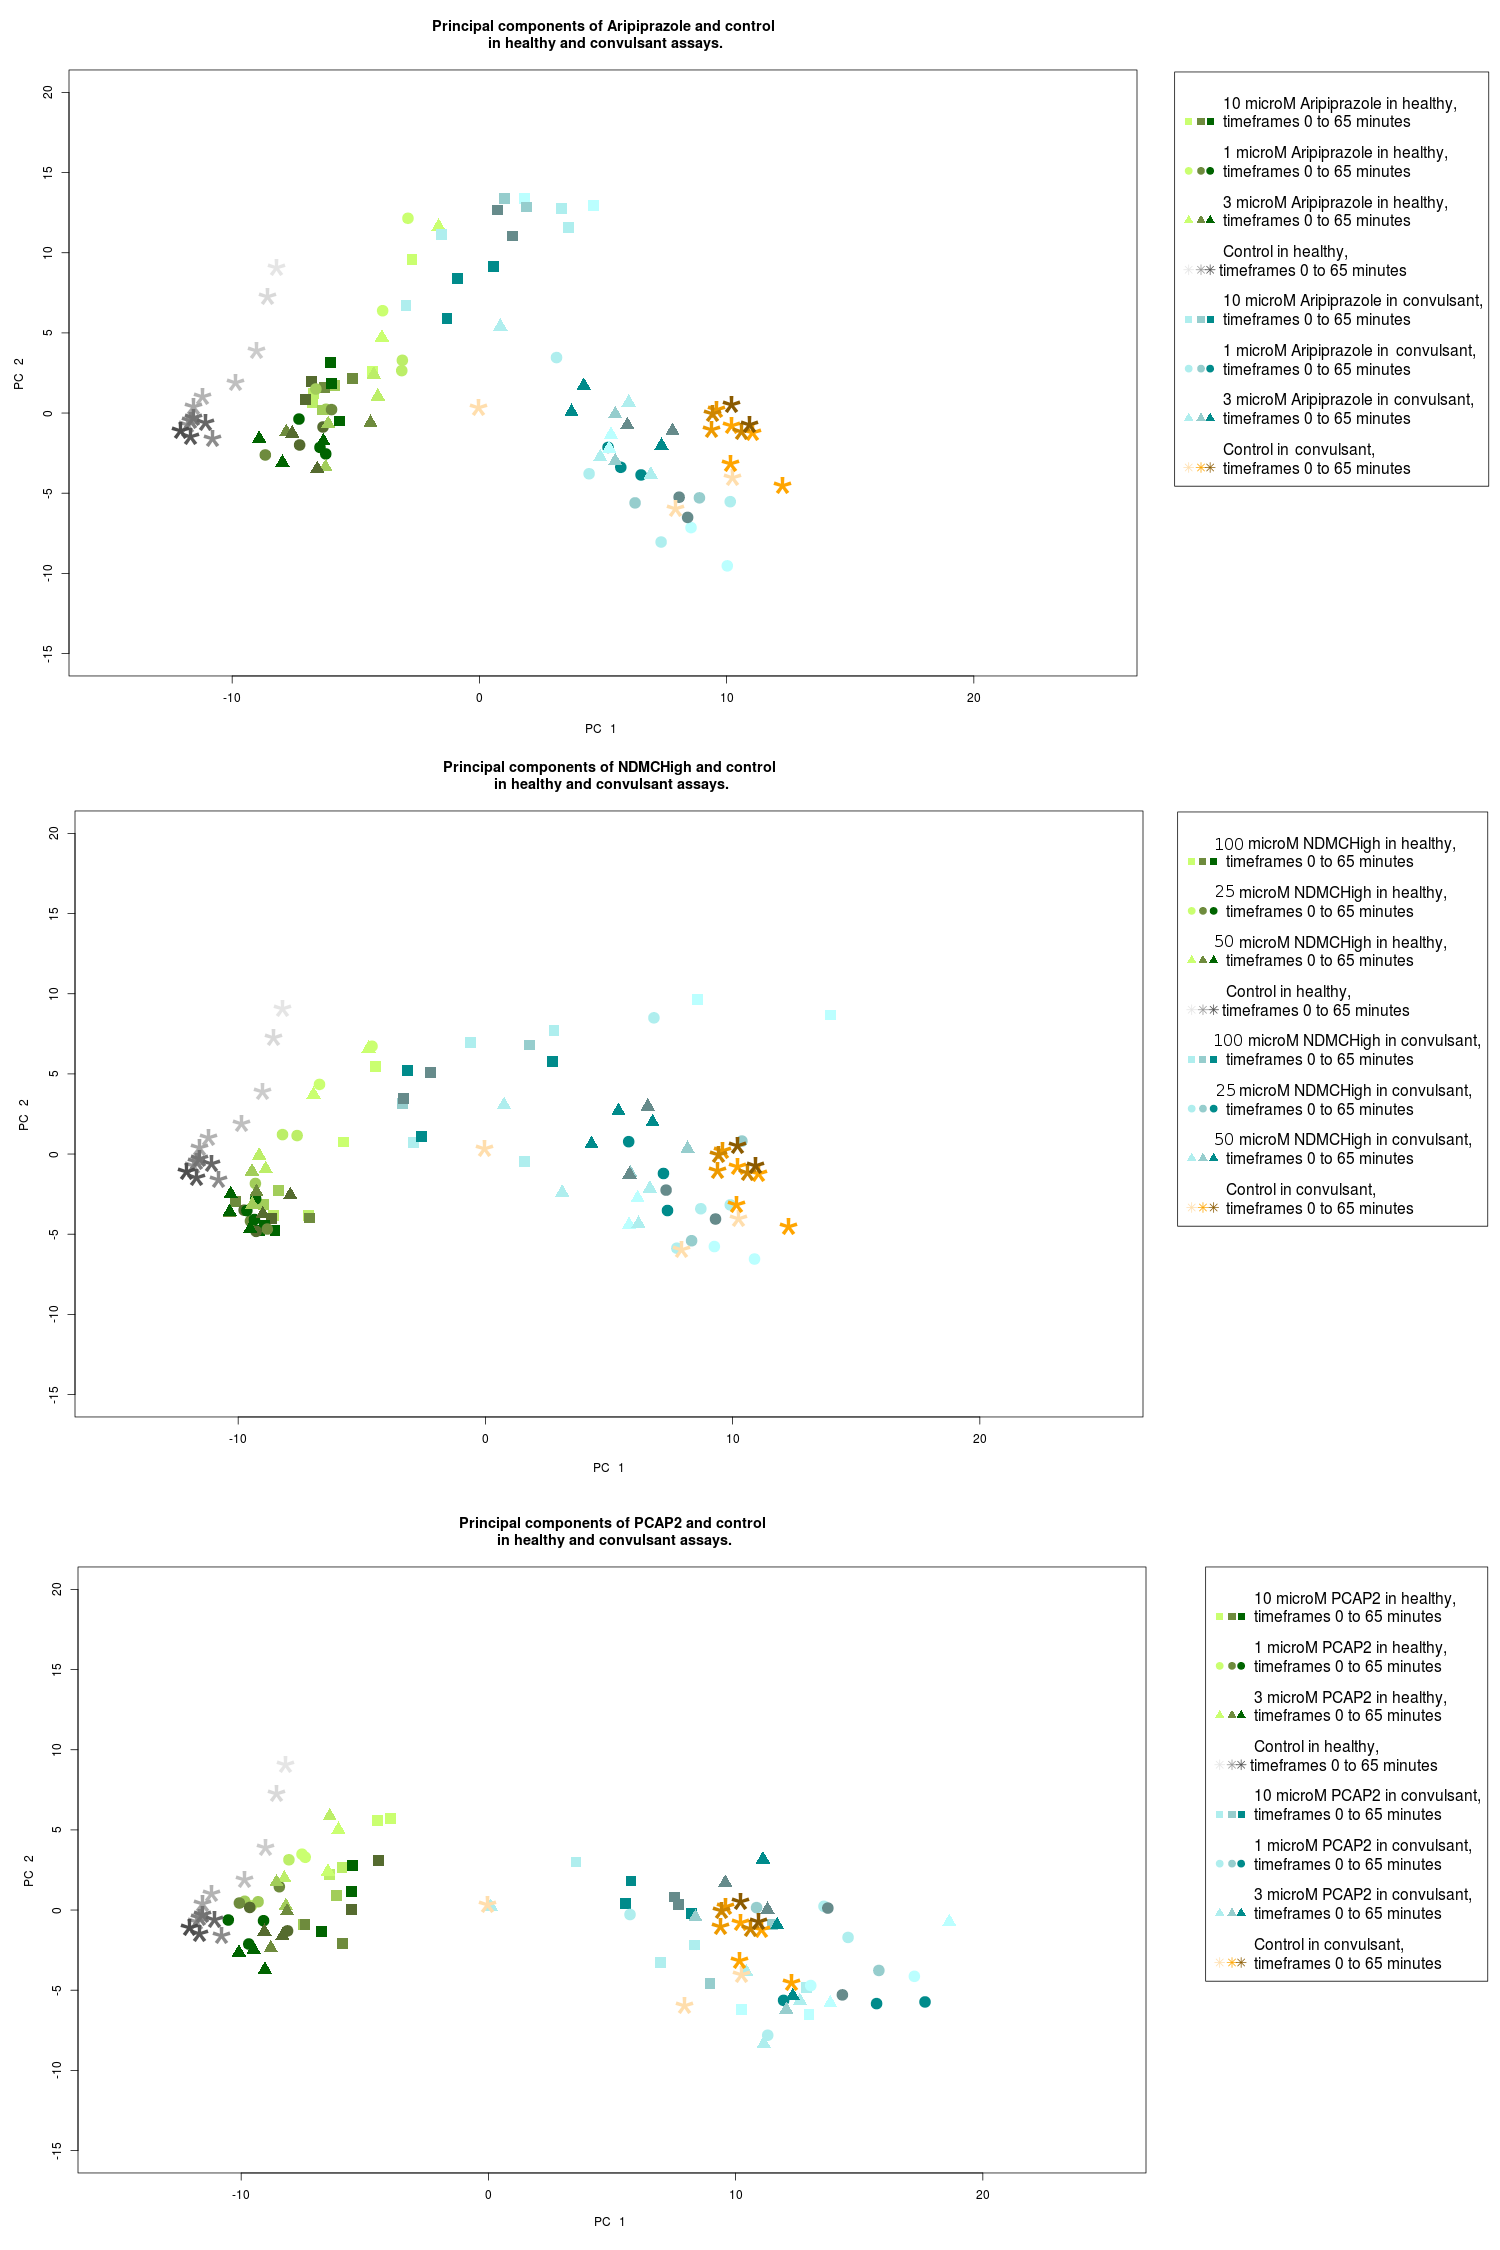 Principal components of Aripiprazole and control
in healthy and convulsant assays.
20
15
10
5
0
-5
-10
-15
PC 2
-10 0 10 20
PC 1
10 microM Aripiprazole in healthy,
timeframes 0 to 65 minutes
1 microM Aripiprazole in healthy,
timeframes 0 to 65 minutes
3 microM Aripiprazole in healthy,
timeframes 0 to 65 minutes
Control in healthy,
timeframes 0 to 65 minutes
10 microM Aripiprazole in convulsant,
timeframes 0 to 65 minutes
1 microM Aripiprazole in convulsant,
timeframes 0 to 65 minutes
3 microM Aripiprazole in convulsant,
timeframes 0 to 65 minutes
Control in convulsant,
timeframes 0 to 65 minutes
Principal components of NDMCHigh and control
in healthy and convulsant assays.
20
15
10
5
0
-5
-10
-15
PC 2
-10 0 10 20
PC 1
100 microM NDMCHigh in healthy,
timeframes 0 to 65 minutes
25 microM NDMCHigh in healthy,
timeframes 0 to 65 minutes
50 microM NDMCHigh in healthy,
timeframes 0 to 65 minutes
Control in healthy,
timeframes 0 to 65 minutes
100 microM NDMCHigh in convulsant,
timeframes 0 to 65 minutes
25 microM NDMCHigh in convulsant,
timeframes 0 to 65 minutes
50 microM NDMCHigh in convulsant,
timeframes 0 to 65 minutes
Control in convulsant,
timeframes 0 to 65 minutes
Principal components of PCAP2 and control
in healthy and convulsant assays.
20
15
10
5
0
-5
-10
-15
PC 2
-10 0 10 20
PC 1
10 microM PCAP2 in healthy,
timeframes 0 to 65 minutes
1 microM PCAP2 in healthy,
timeframes 0 to 65 minutes
3 microM PCAP2 in healthy,
timeframes 0 to 65 minutes
Control in healthy,
timeframes 0 to 65 minutes
10 microM PCAP2 in convulsant,
timeframes 0 to 65 minutes
1 microM PCAP2 in convulsant,
timeframes 0 to 65 minutes
3 microM PCAP2 in convulsant,
timeframes 0 to 65 minutes
Control in convulsant,
timeframes 0 to 65 minutes